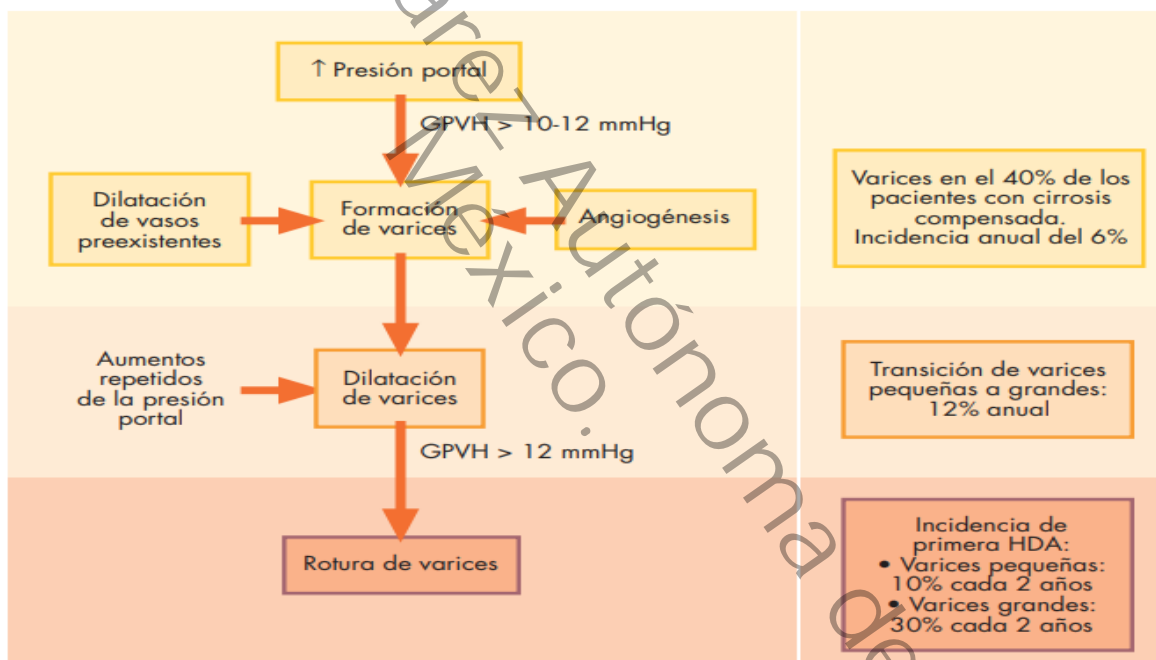 ↑ Presión portal
GPVH > 10-12 mmHg
Dilatación
de vasos
preexistentes
Formación
de varices
Angiogénesis
Varices en el 40% de los
pacientes con cirrosis
compensada.
Incidencia anual del 6%
Aumentos
repetidos
de la presión
portal
Dilatación
de varices
Transición de varices
pequeñas a grandes:
12% anual
GPVH > 12 mmHg
Rotura de varices
Incidencia de
primera HDA:
• Varices pequeñas:
10% cada 2 años
• Varices grandes:
30% cada 2 años
Autónoma de
México.